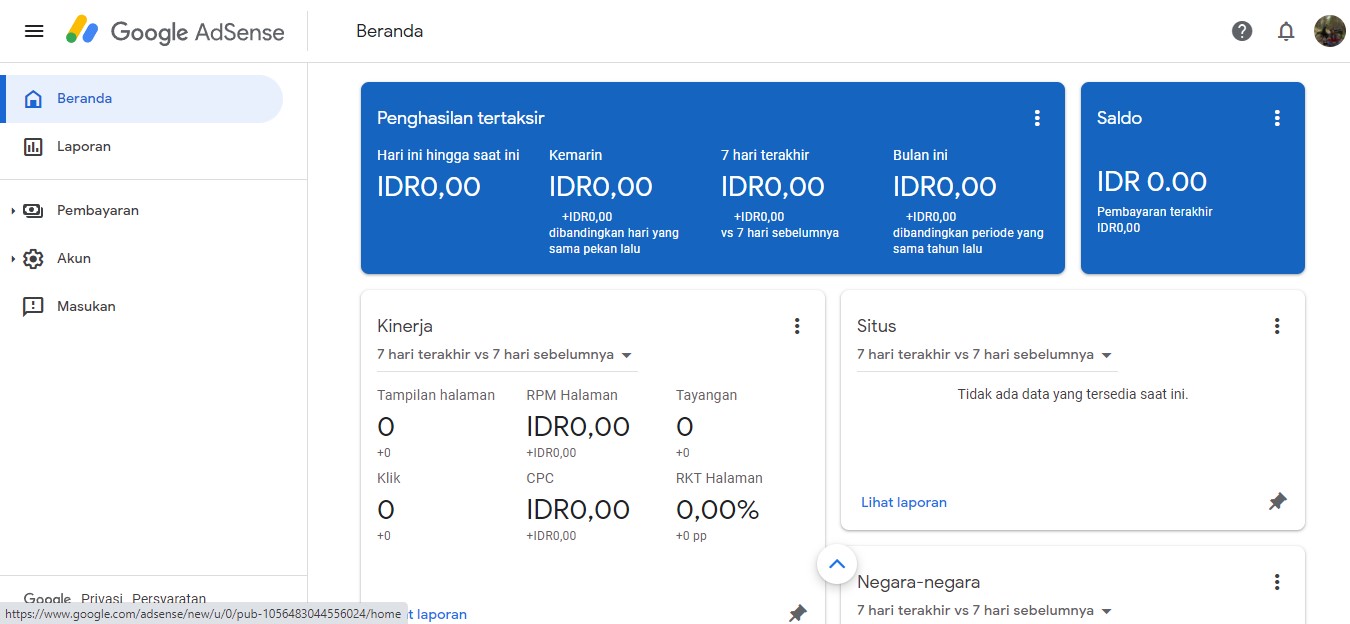 Google AdSense
Beranda
Beranda
Laporan
Pembayaran
Akun
Masukan
Penghasilan tertaksir
Hari ini hingga saat ini
IDR0,00
Kemarin
IDR0,00
+IDR0,00
dibandingkan hari yang
sama pekan lalu
7 hari terakhir
IDR0,00
+IDR0,00
vs 7 hari sebelumnya
Bulan ini
IDR0,00
+IDR0,00
dibandingkan periode yang
sama tahun lalu
Saldo
IDR 0.00
Pembayaran terakhir
IDR0,00
Kinerja
7 hari terakhir vs 7 hari sebelumnya
Tampilan halaman
0
+0
RPM Halaman
IDR0,00
+IDR0,00
Tayangan
0
+0
Klik
0
+0
CPC
IDR0,00
+IDR0,00
RKT Halaman
0,00%
+0 pp
laporan
Situs
7 hari terakhir vs 7 hari sebelumnya
Tidak ada data yang tersedia saat ini.
Lihat laporan
Negara-negara
7 hari terakhir vs 7 hari sebelumnya
Google Privasi Persyaratan
https://www.google.com/adsense/new/u/0/pub-1056483044556024/home